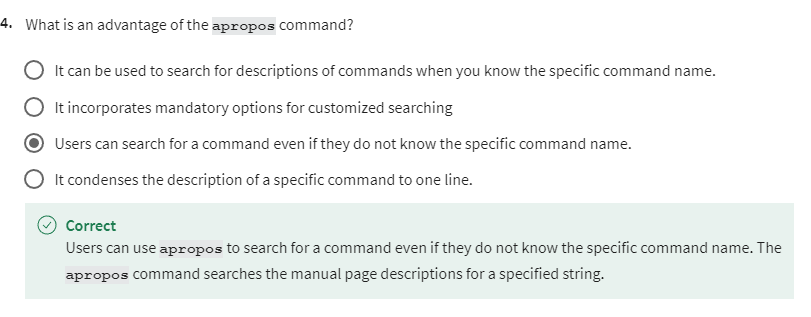 4. What is an advantage of the apropos command?
It can be used to search for descriptions of commands when you know the specific command name.
It incorporates mandatory options for customized searching
Users can search for a command even if they do not know the specific command name.
It condenses the description of a specific command to one line.
Correct
Users can use apropos to search for a command even if they do not know the specific command name. The
apropos command searches the manual page descriptions for a specified string.